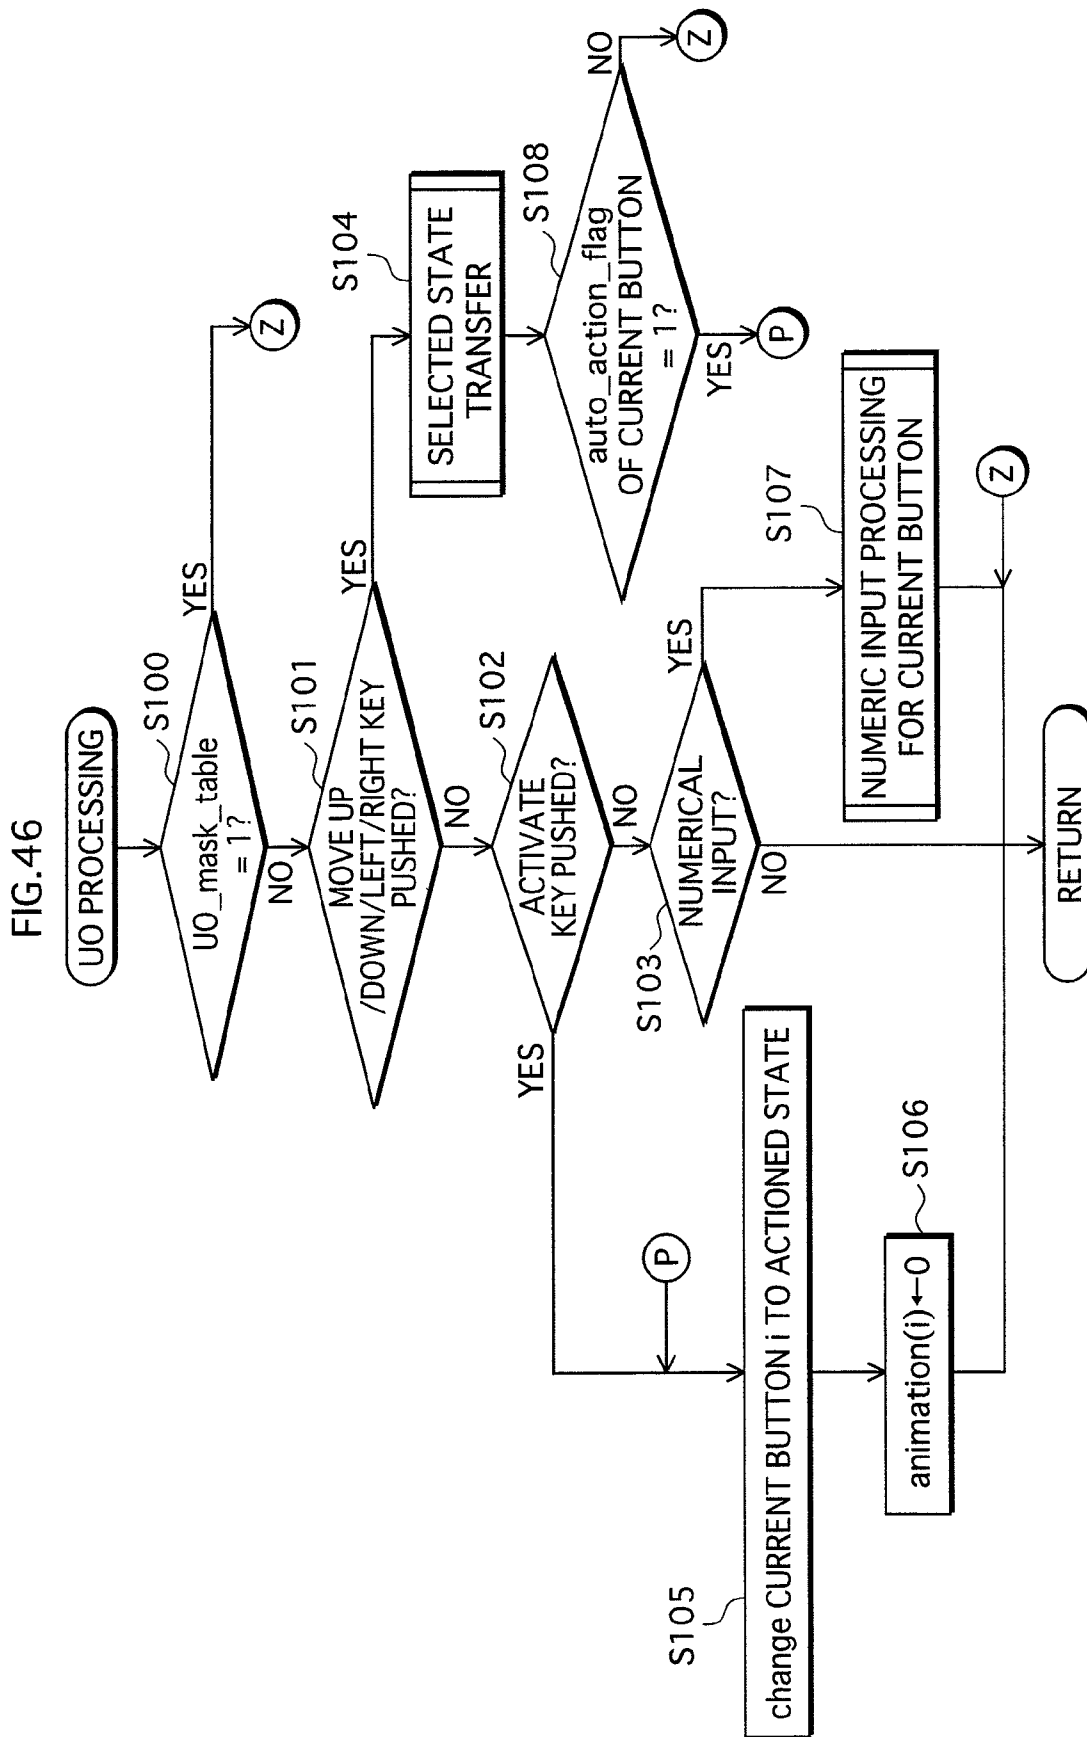 FIG.46
UO PROCESSING
S100
UO_mask_table
= 1?
YES
Z
NO
S101
MOVE UP
/DOWN/LEFT/RIGHT KEY
PUSHED?
YES
NO
S104
SELECTED STATE
TRANSFER
S108
auto_action_flag
OF CURRENT BUTTON
= 1?
NO
Z
YES
P
S102
ACTIVATE
KEY PUSHED?
YES
NO
S103
NUMERICAL
INPUT?
YES
NO
S107
NUMERIC INPUT PROCESSING
FOR CURRENT BUTTON
Z
P
S105
change CURRENT BUTTON i TO ACTIONED STATE
S106
animation(i)←0
RETURN